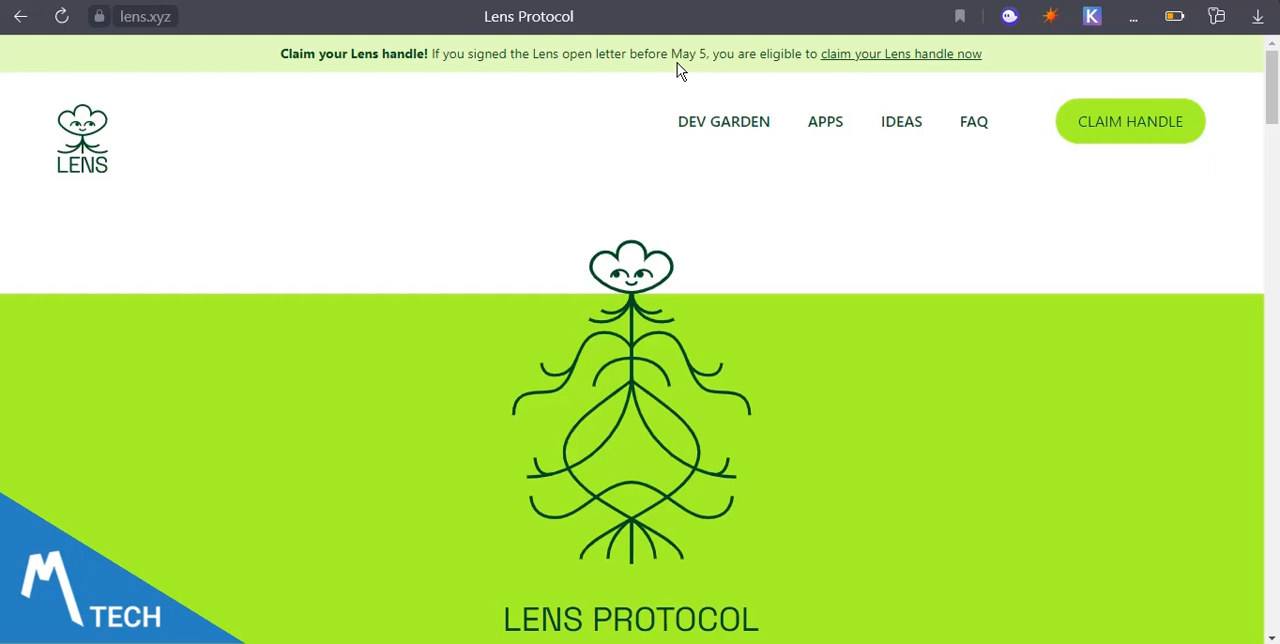 lens.xyz
Lens Protocol
K
...
Claim your Lens handle! If you signed the Lens open letter before May 5, you are eligible to claim your Lens handle now
LENS
DEV GARDEN
APPS
IDEAS
FAQ
CLAIM HANDLE
LENS PROTOCOL
M TECH